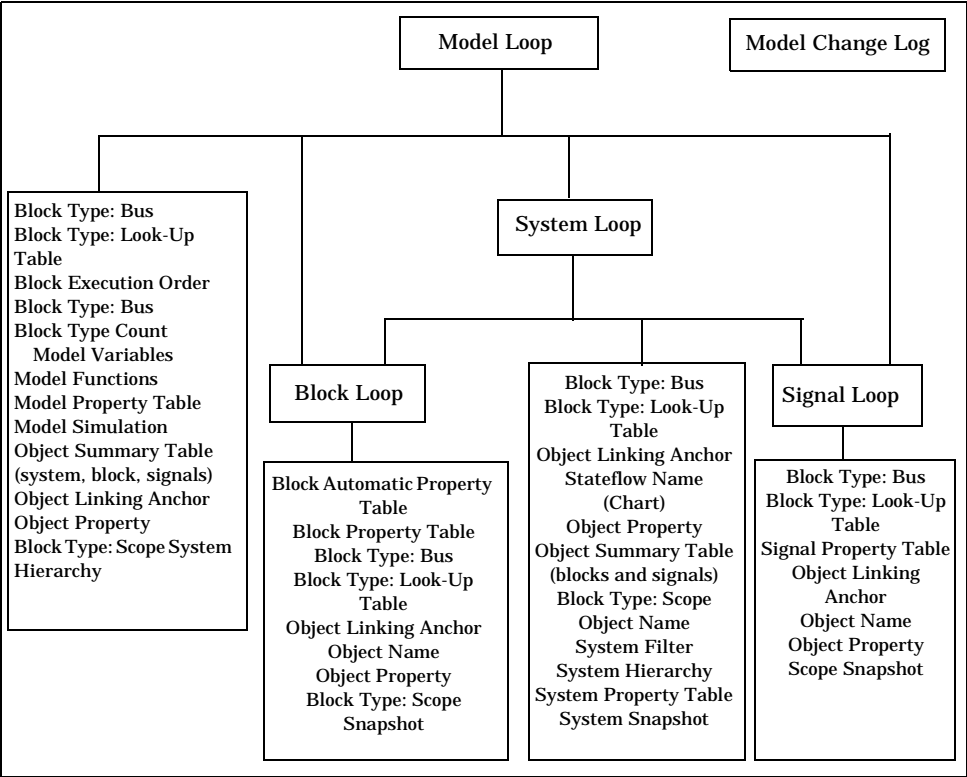 Model Loop
Model Change Log
System Loop
Block Type: Bus
Block Type: Look-Up
Table
Block Execution Order
Block Type: Bus
Block Type Count
Model Variables
Model Functions
Model Property Table
Model Simulation
Object Summary Table
(system, block, signals)
Object Linking Anchor
Object Property
Block Type: Scope System
Hierarchy
Block Loop
Block Automatic Property
Table
Block Property Table
Block Type: Bus
Block Type: Look-Up
Table
Object Linking Anchor
Object Name
Object Property
Block Type: Scope
Snapshot
Block Type: Bus
Block Type: Look-Up
Table
Object Linking Anchor
Stateflow Name
(Chart)
Object Property
Object Summary Table
(blocks and signals)
Block Type: Scope
Object Name
System Filter
System Hierarchy
System Property Table
System Snapshot
Signal Loop
Block Type: Bus
Block Type: Look-Up
Table
Signal Property Table
Object Linking
Anchor
Object Name
Object Property
Scope Snapshot